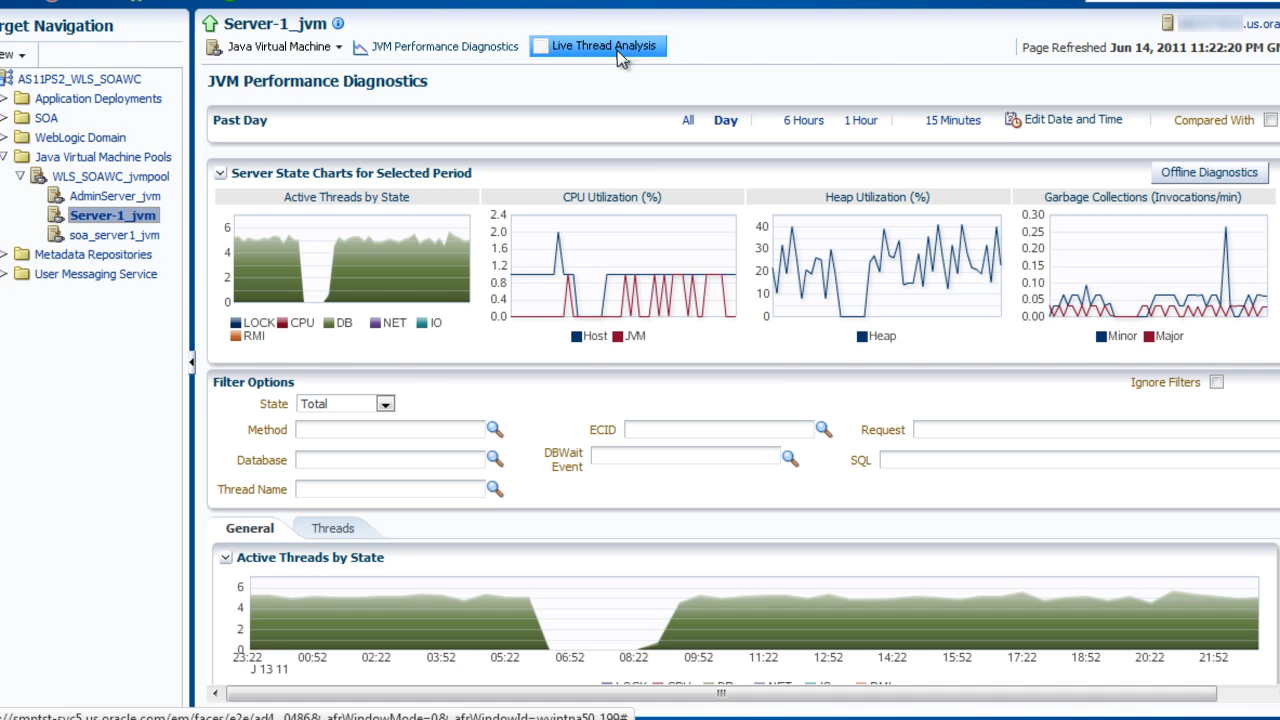 rget Navigation
ew
AS11PS2_WLS_SOAWC
Application Deployments
SOA
WebLogic Domain
Java Virtual Machine Pools
WLS_SOAWC_jvmpool
AdminServer_jvm
Server-1_jvm
soa_server1_jvm
Metadata Repositories
User Messaging Service
Server-1_jvm
.us.ora
Java Virtual Machine JVM Performance Diagnostics Live Thread Analysis
Page Refreshed Jun 14, 2011 11:22:20 PM GM
JVM Performance Diagnostics
Past Day All Day 6 Hours 1 Hour 15 Minutes Edit Date and Time Compared With
Server State Charts for Selected Period Offline Diagnostics
Active Threads by State
6
4
2
0
LOCK CPU DB NET IO
RMI
CPU Utilization (%)
2.4
2.0
1.6
1.2
0.8
0.4
0.0
Host JVM
Heap Utilization (%)
40
30
20
10
0
Heap
Garbage Collections (Invocations/min)
0.30
0.25
0.20
0.15
0.10
0.05
0.00
Minor Major
Filter Options Ignore Filters
State Total
Method ECID Request
Database DBWait Event SQL
Thread Name
General Threads
Active Threads by State
6
4
2
0
23:22 00:52 02:22 03:52 05:22 06:52 08:22 09:52 11:22 12:52 14:22 15:52 17:22 18:52 20:22 21:52
J 13 11